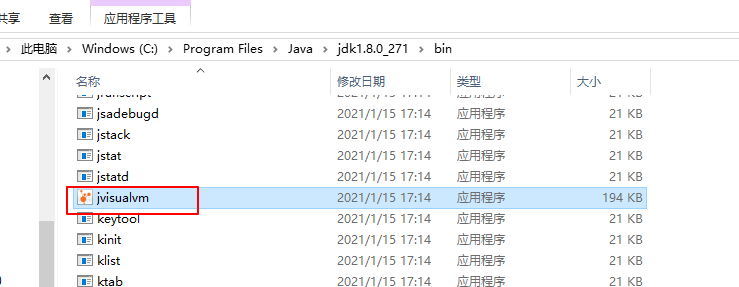 共享 查看 应用程序工具
此电脑 Windows (C:) Program Files Java jdk1.8.0_271 bin
名称 修改日期 类型 大小
jsadebugd 2021/1/15 17:14 应用程序 21 KB
jstack 2021/1/15 17:14 应用程序 21 KB
jstat 2021/1/15 17:14 应用程序 21 KB
jstatd 2021/1/15 17:14 应用程序 21 KB
jvisualvm 2021/1/15 17:14 应用程序 194 KB
keytool 2021/1/15 17:14 应用程序 21 KB
kinit 2021/1/15 17:14 应用程序 21 KB
klist 2021/1/15 17:14 应用程序 21 KB
ktab 2021/1/15 17:14 应用程序 21 KB